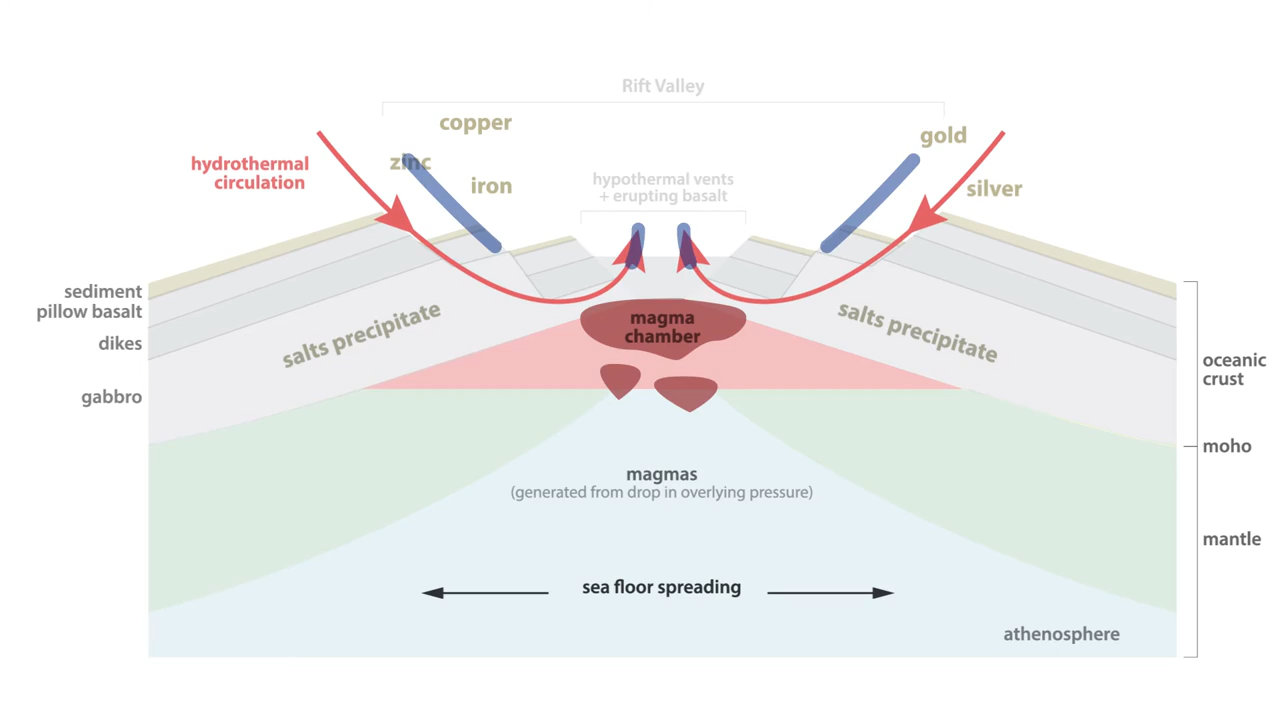 Rift Valley
copper
gold
hydrothermal
circulation
zinc
iron
hypothermal vents
+ erupting basalt
silver
sediment
pillow basalt
dikes
gabbro
salts precipitate
magma
chamber
salts precipitate
oceanic
crust
moho
magmas
(generated from drop in overlying pressure)
mantle
sea floor spreading
athenosphere